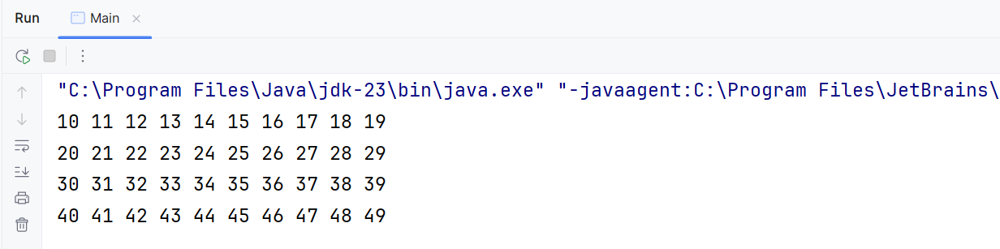 Run Main
"C:\Program Files\Java\jdk-23\bin\java.exe" "-javaagent:C:\Program Files\JetBrains\
10 11 12 13 14 15 16 17 18 19
20 21 22 23 24 25 26 27 28 29
30 31 32 33 34 35 36 37 38 39
40 41 42 43 44 45 46 47 48 49